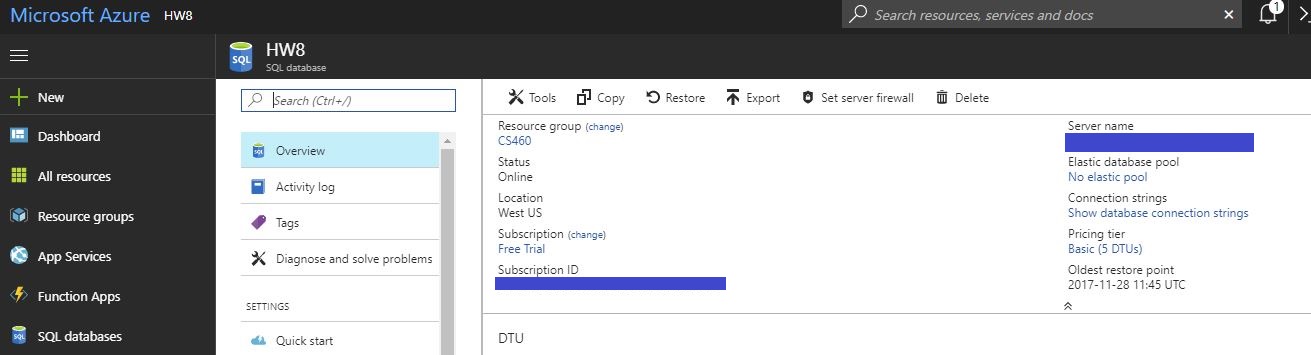 Microsoft Azure HW8
Search resources, services and docs
1
HW8
SQL
SQL database
New
Dashboard
All resources
Resource groups
App Services
Function Apps
SQL databases
Search (Ctrl+/)
Overview
Activity log
Tags
Diagnose and solve problems
SETTINGS
Quick start
Tools Copy Restore Export Set server firewall Delete
Resource group (change)
CS460
Status
Online
Location
West US
Subscription (change)
Free Trial
Subscription ID
Server name
Elastic database pool
No elastic pool
Connection strings
Show database connection strings
Pricing tier
Basic (5 DTUs)
Oldest restore point
2017-11-28 11:45 UTC
DTU